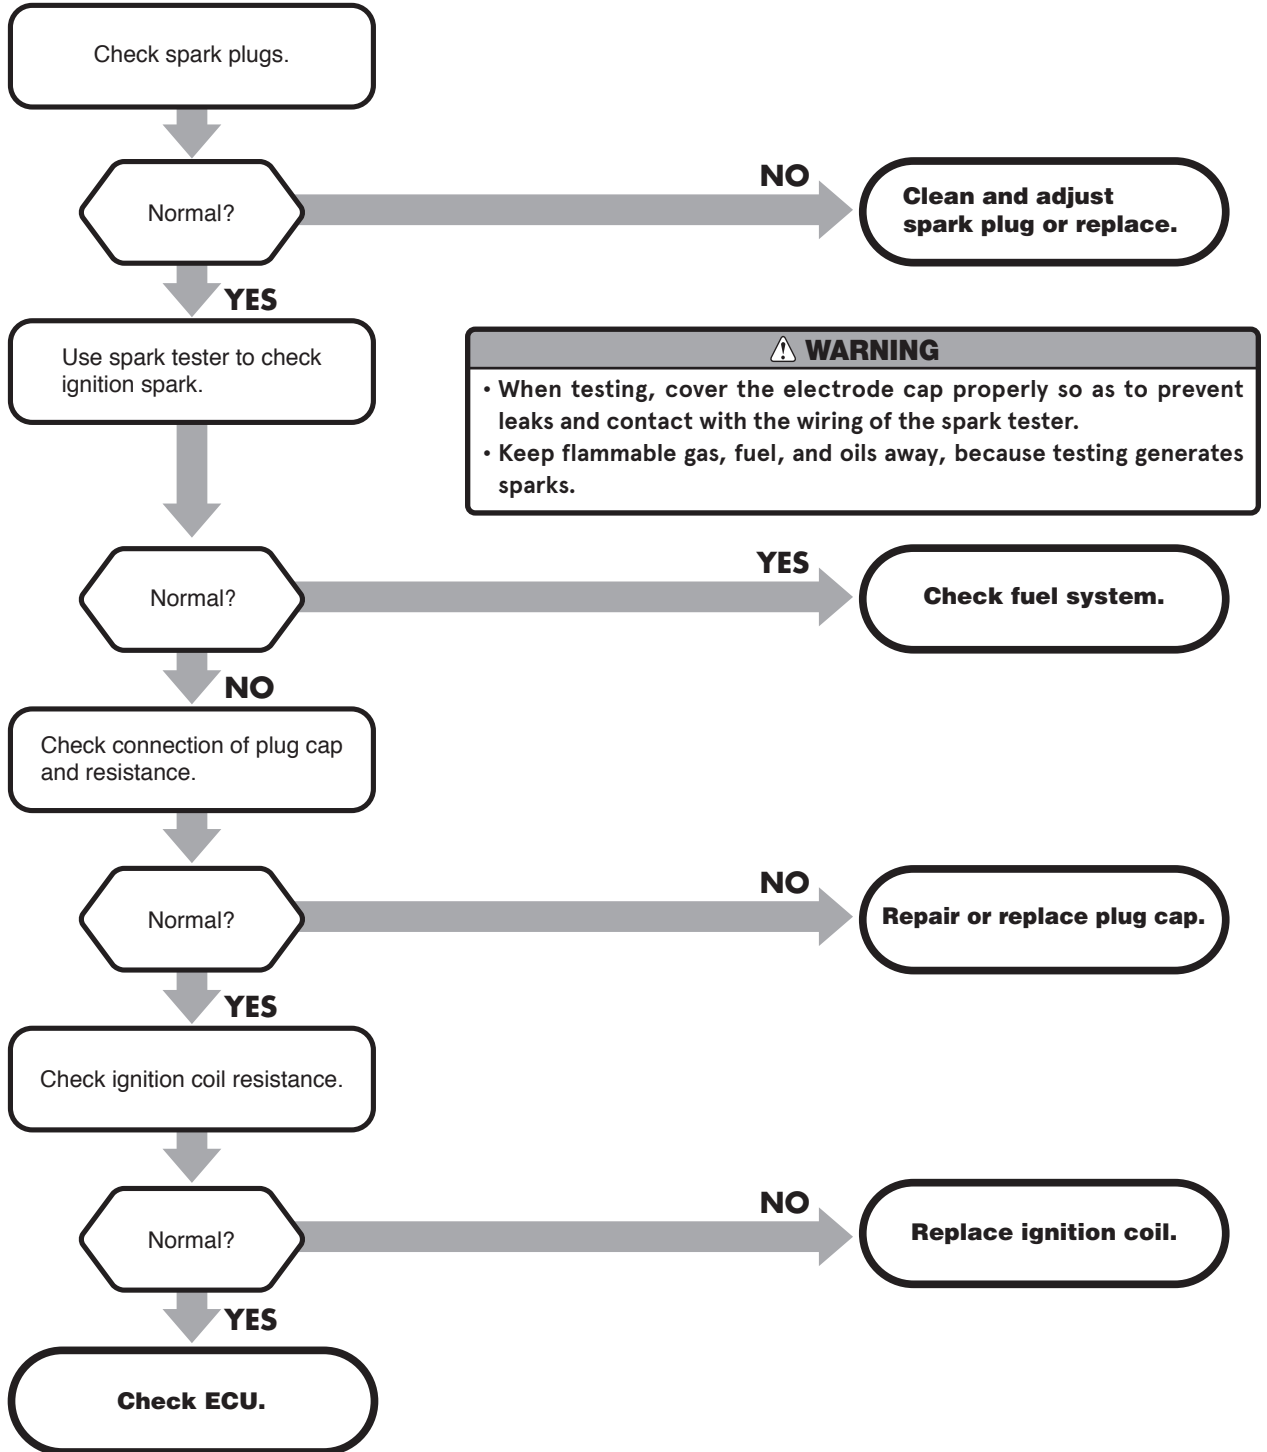 Check spark plugs.
Normal?
NO
Clean and adjust
spark plug or replace.
YES
Use spark tester to check
ignition spark.
WARNING
• When testing, cover the electrode cap properly so as to prevent
leaks and contact with the wiring of the spark tester.
• Keep flammable gas, fuel, and oils away, because testing generates
sparks.
Normal?
YES
Check fuel system.
NO
Check connection of plug cap
and resistance.
Normal?
NO
Repair or replace plug cap.
YES
Check ignition coil resistance.
Normal?
NO
Replace ignition coil.
YES
Check ECU.